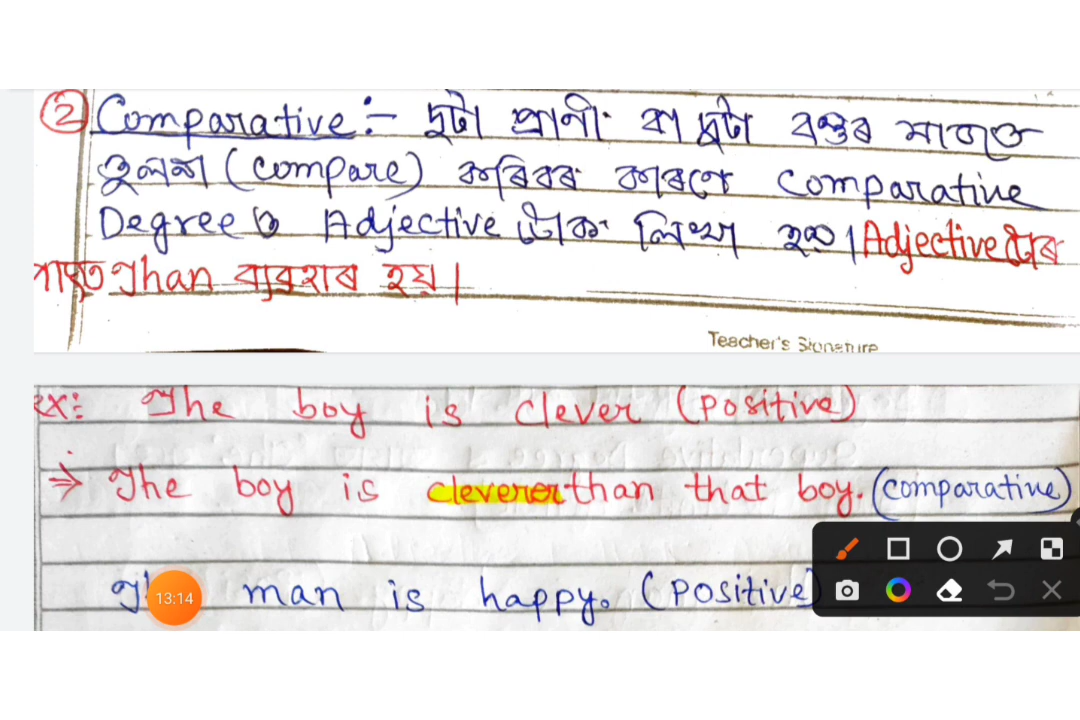 ② Comparative :- দুটা প্ৰাণী বা দুটা বস্তুৰ মাজত
তুলনা (compare) কৰিবৰ কাৰণে comparative
Degree ত Adjective টোক লিখা হয় । Adjective টোৰ
লগত Than ব্যৱহাৰ হয় ।
Teacher's Signature
Ex: The boy is clever (Positive)
⇒ The boy is cleverer than that boy. (comparative)
13:14
man is happy. (Positive)